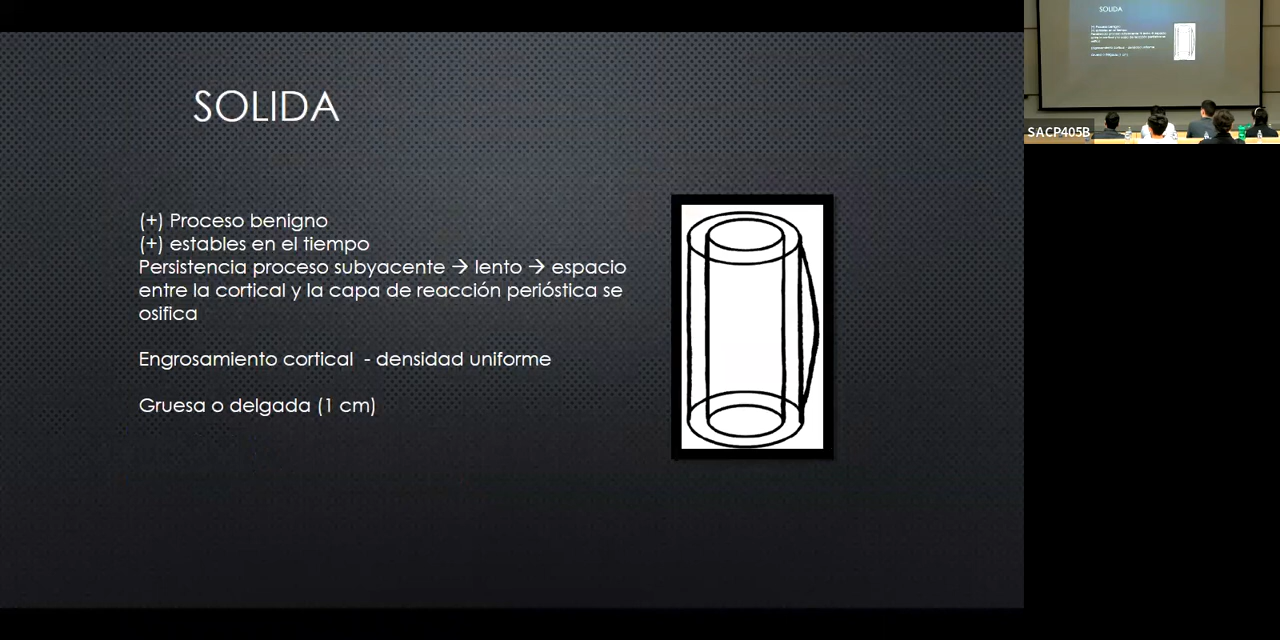 SOLIDA
(+) Proceso benigno
(+) estables en el tiempo
Persistencia proceso subyacente → lento → espacio
entre la cortical y la capa de reacción perióstica se
osifica
Engrosamiento cortical - densidad uniforme
Gruesa o delgada (1 cm)
SOLIDA
SACP405B